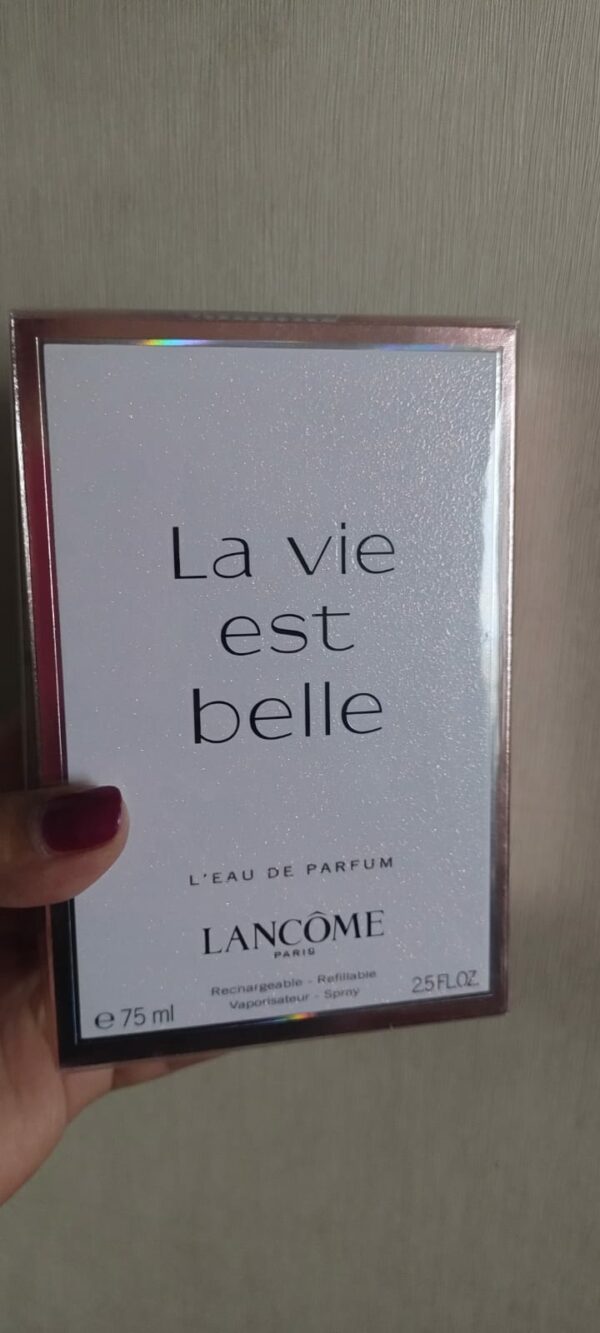 La vie
est
belle
L'EAU DE PARFUM
LANCÔME
PARIS
Rechargeable - Refillable
Vaporisateur - Spray
℮ 75 ml
2.5 FL.OZ.